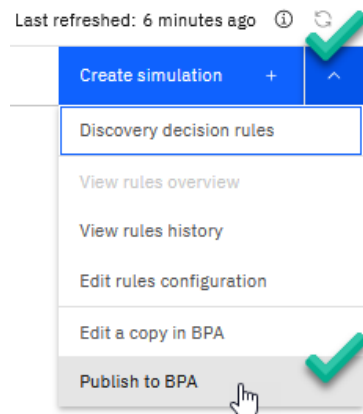 Last refreshed: 6 minutes ago
Create simulation +
Discovery decision rules
View rules overview
View rules history
Edit rules configuration
Edit a copy in BPA
Publish to BPA